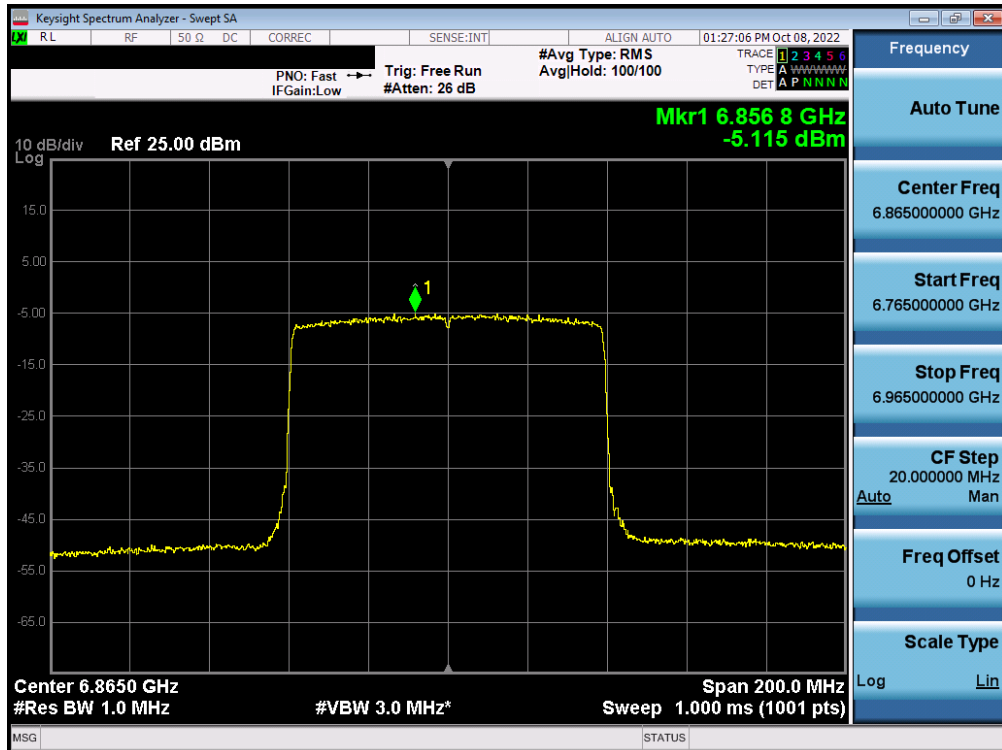 Keysight Spectrum Analyzer - Swept SA
LXI RL RF 50 Ω DC CORREC SENSE:INT ALIGN AUTO 01:27:06 PM Oct 08, 2022
Frequency
PNO: Fast
IFGain:Low
Trig: Free Run
#Atten: 26 dB
#Avg Type: RMS
Avg|Hold: 100/100
TRACE 1 2 3 4 5 6
TYPE A WWWWW
DET A P N N N N
Mkr1 6.856 8 GHz
-5.115 dBm
10 dB/div Ref 25.00 dBm
Log
15.0
5.00
-5.00
-15.0
-25.0
-35.0
-45.0
-55.0
-65.0
1
Center 6.8650 GHz Span 200.0 MHz
#Res BW 1.0 MHz #VBW 3.0 MHz* Sweep 1.000 ms (1001 pts)
MSG STATUS
Auto Tune
Center Freq
6.865000000 GHz
Start Freq
6.765000000 GHz
Stop Freq
6.965000000 GHz
CF Step
20.000000 MHz
Auto Man
Freq Offset
0 Hz
Scale Type
Log Lin